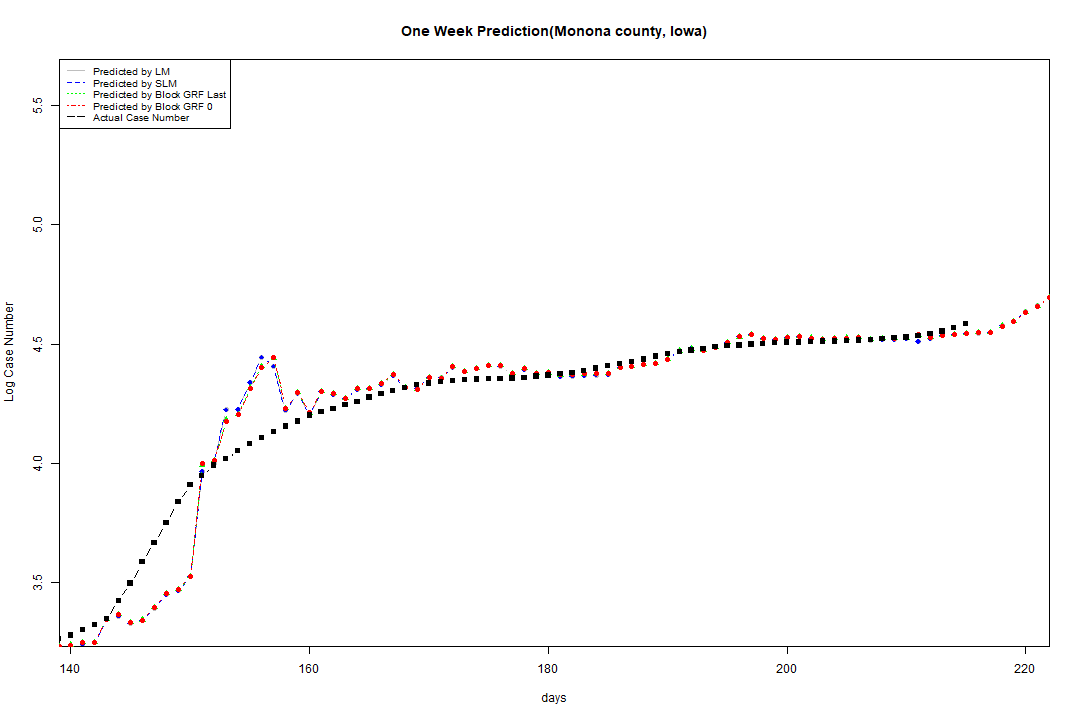 One Week Prediction(Monona county, Iowa)
Predicted by LM
Predicted by SLM
Predicted by Block GRF Last
Predicted by Block GRF 0
Actual Case Number
5.5
5.0
4.5
4.0
3.5
Log Case Number
140 160 180 200 220
days